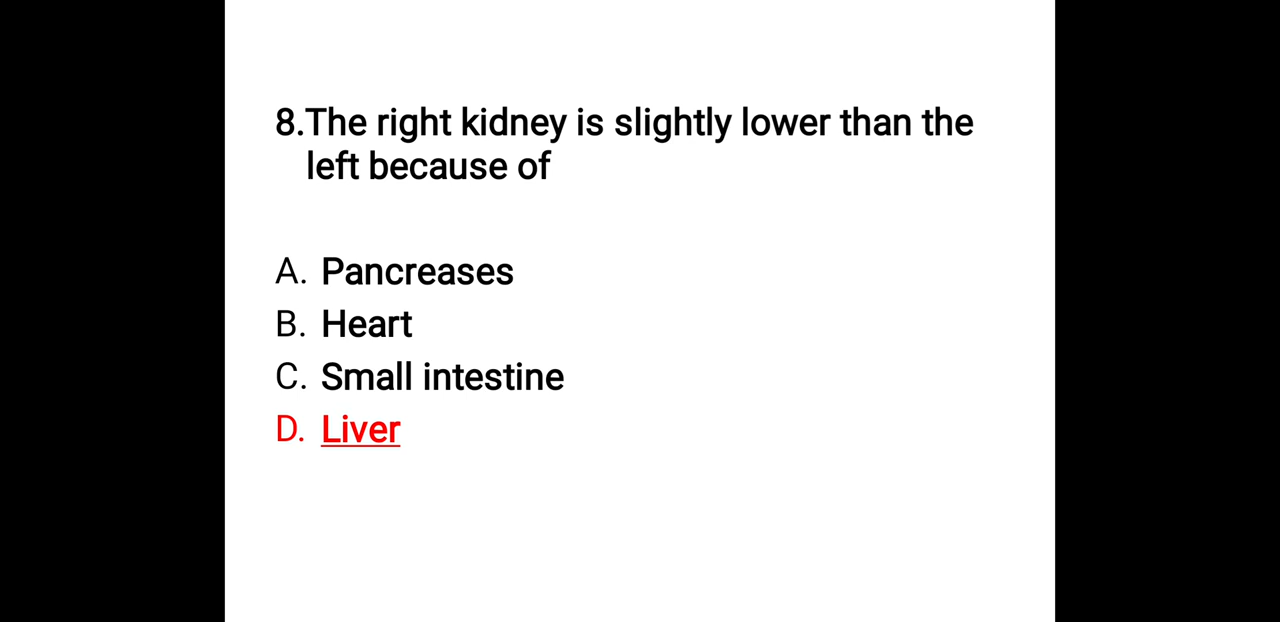 8.The right kidney is slightly lower than the
left because of
A. Pancreases
B. Heart
C. Small intestine
D. Liver